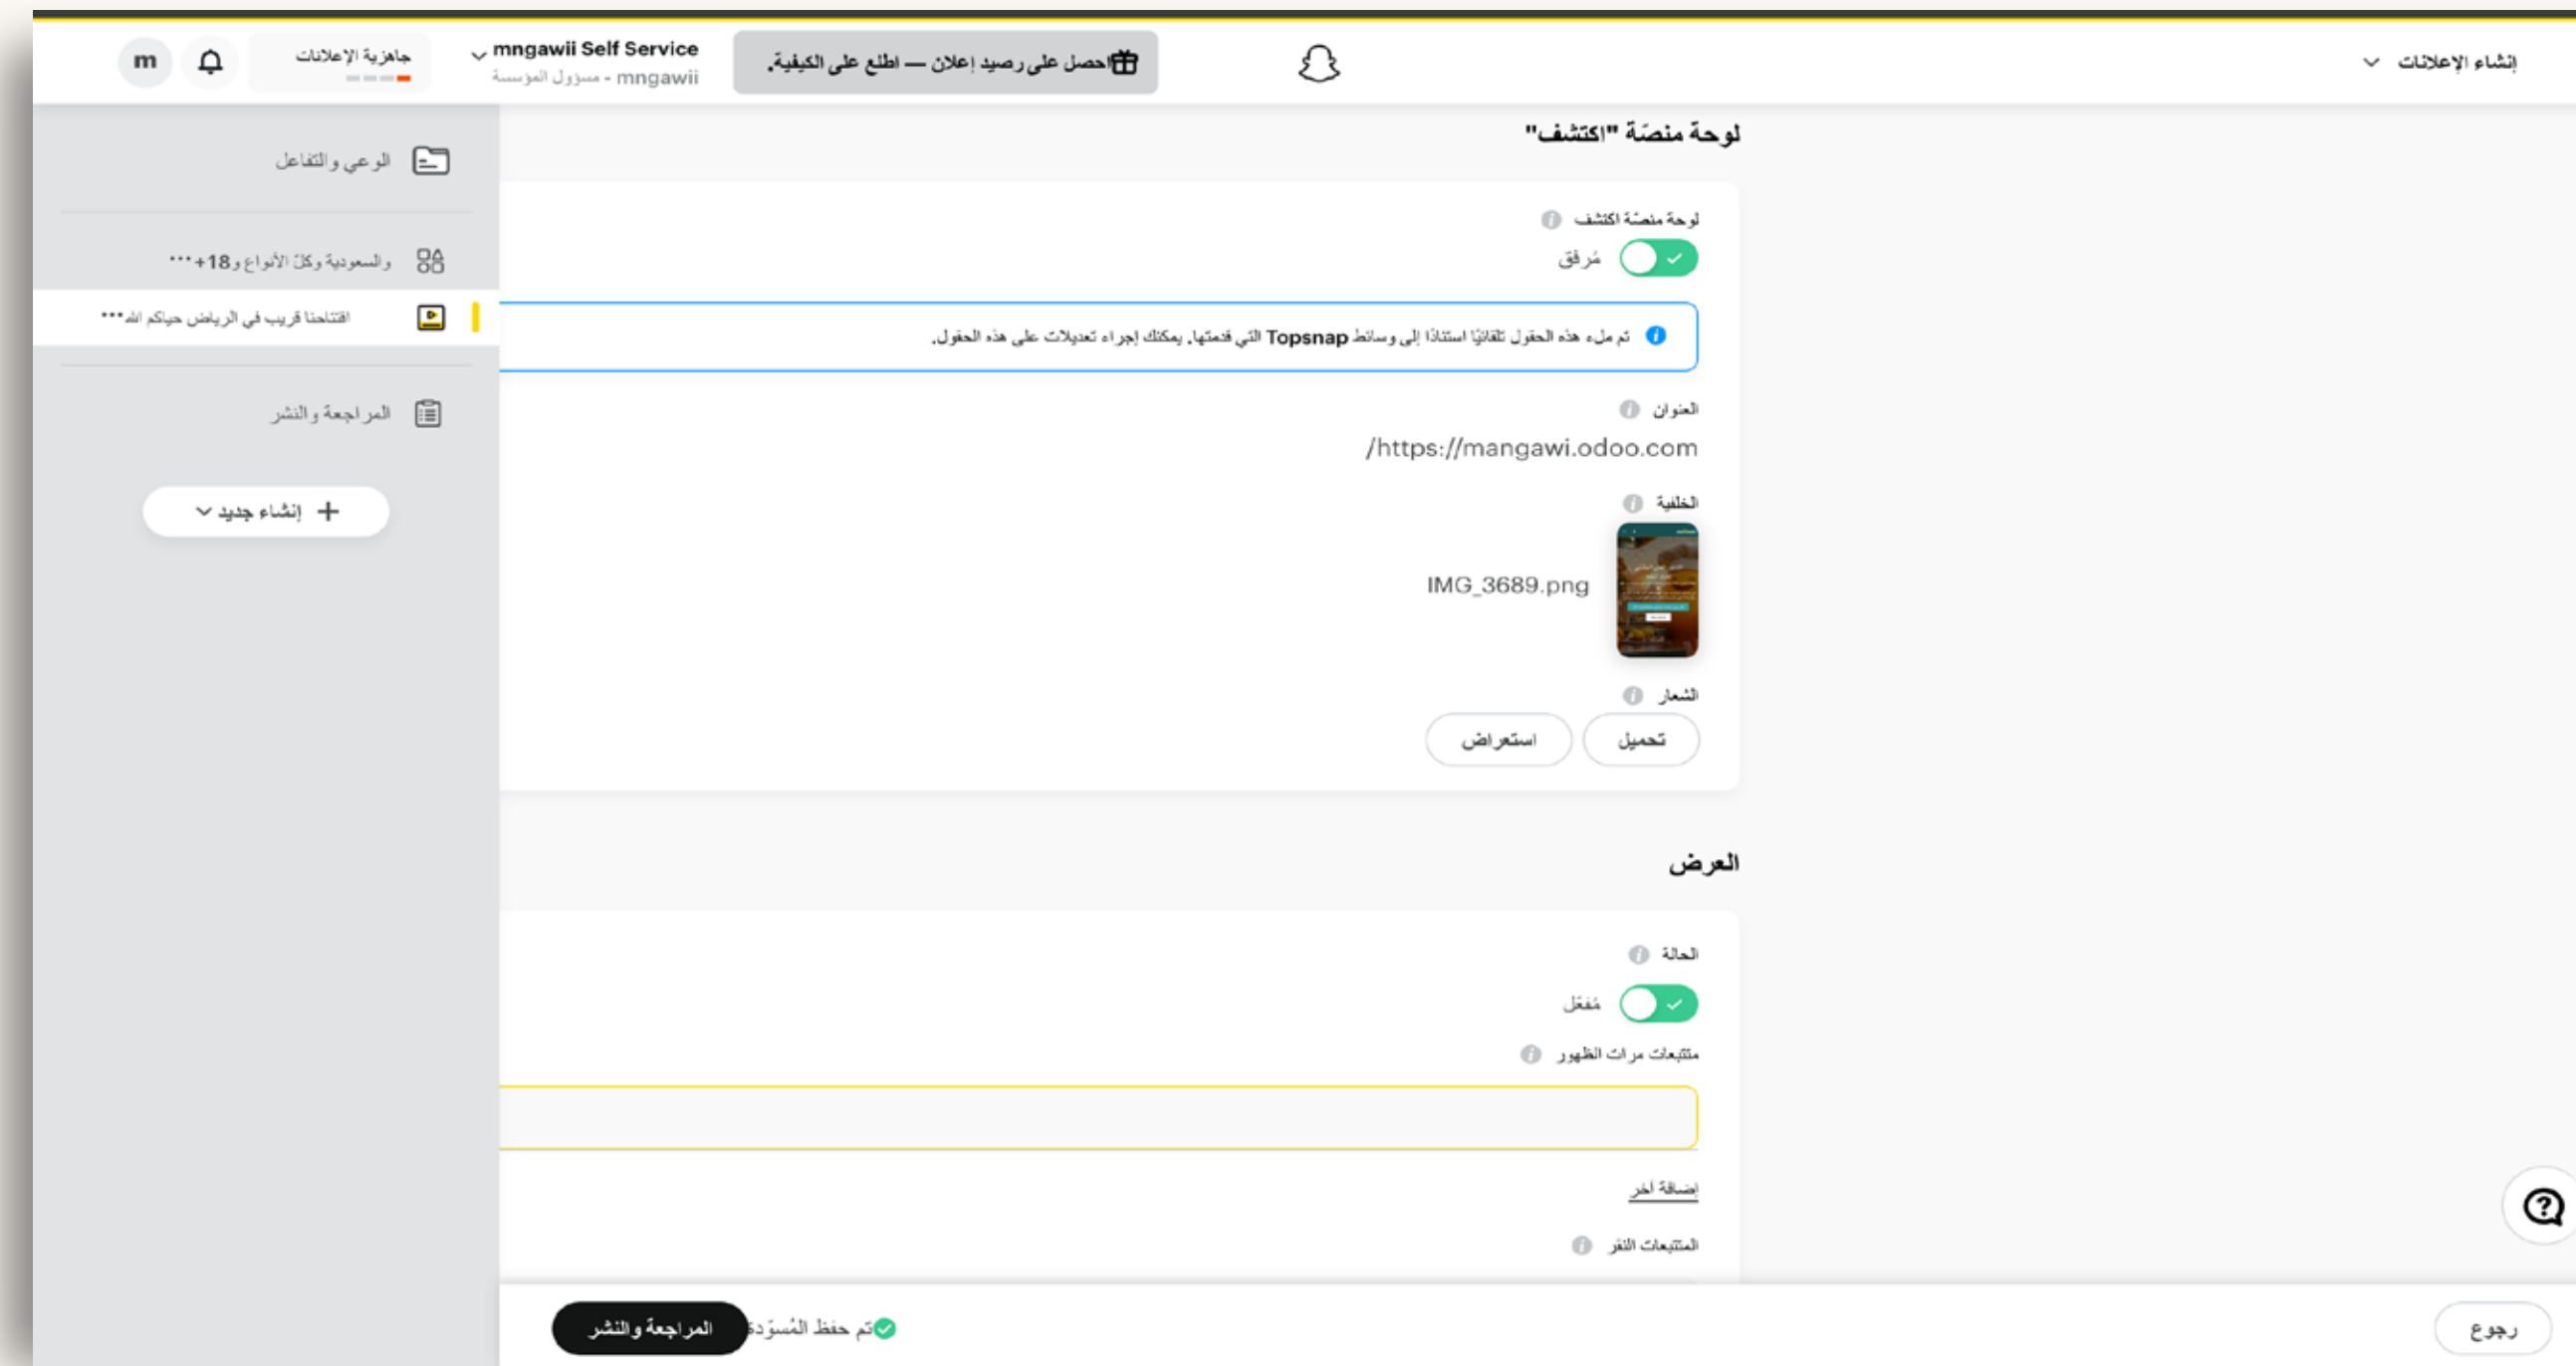 إنشاء الإعلانات
احصل على رصيد إعلان — اطلع على الكيفية.
mngawii Self Service
mngawii - مسؤول المؤسسة
جاهزية الإعلانات
m
الوعي والتفاعل
والسعودية وكلّ الأنواع و18+ •••
افتتاحنا قريب في الرياض حياكم الله •••
المراجعة والنشر
+ إنشاء جديد
لوحة منصّة "اكتشف"
لوحة منصّة اكتشف
مُرفق
تم ملء هذه الحقول تلقائيًا استنادًا إلى وسائط Topsnap التي قدمتها. يمكنك إجراء تعديلات على هذه الحقول.
العنوان
/https://mangawi.odoo.com
الخلفية
IMG_3689.png
الشعار
تحميل
استعراض
العرض
الحالة
مُفعّل
متتبعات مرات الظهور
إضافة آخر
المتتبعات النقر
رجوع
تم حفظ المُسوّدة
المراجعة والنشر